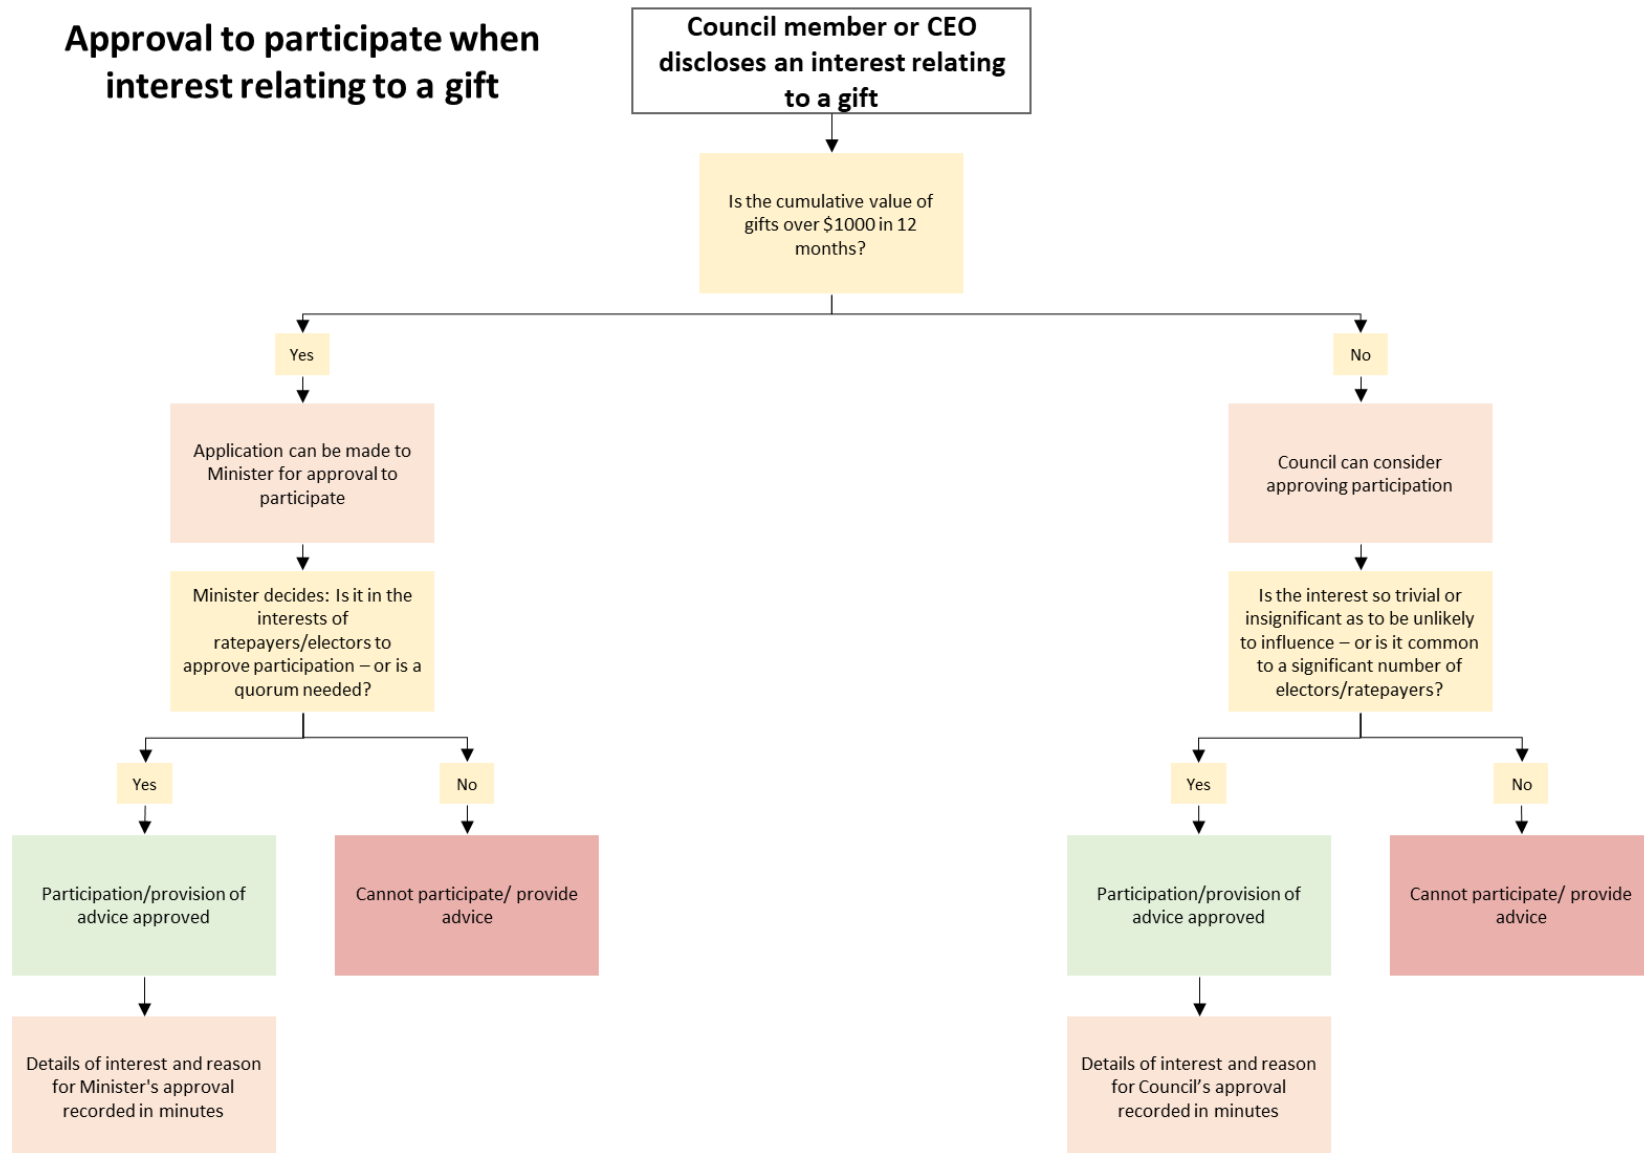 Approval to participate when
interest relating to a gift
Council member or CEO
discloses an interest relating
to a gift
Is the cumulative value of
gifts over $1000 in 12
months?
Yes
No
Application can be made to
Minister for approval to
participate
Council can consider
approving participation
Minister decides: Is it in the
interests of
ratepayers/electors to
approve participation – or is a
quorum needed?
Is the interest so trivial or
insignificant as to be unlikely
to influence – or is it common
to a significant number of
electors/ratepayers?
Yes
No
Yes
No
Participation/provision of
advice approved
Cannot participate/ provide
advice
Participation/provision of
advice approved
Cannot participate/ provide
advice
Details of interest and reason
for Minister's approval
recorded in minutes
Details of interest and reason
for Council’s approval
recorded in minutes